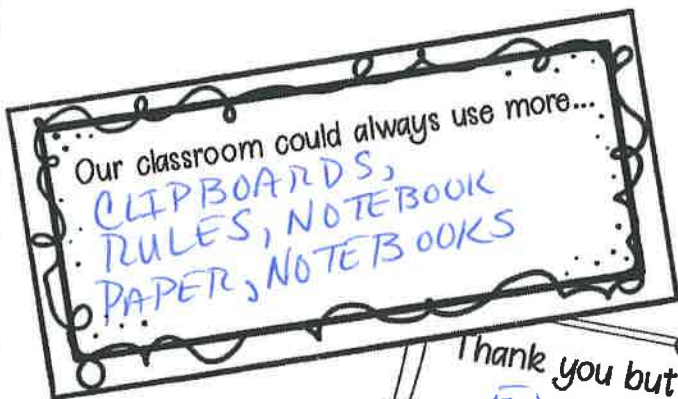 Our classroom could always use more...
CLIPBOARDS,
RULES, NOTEBOOK
PAPER, NOTEBOOKS
Thank you but